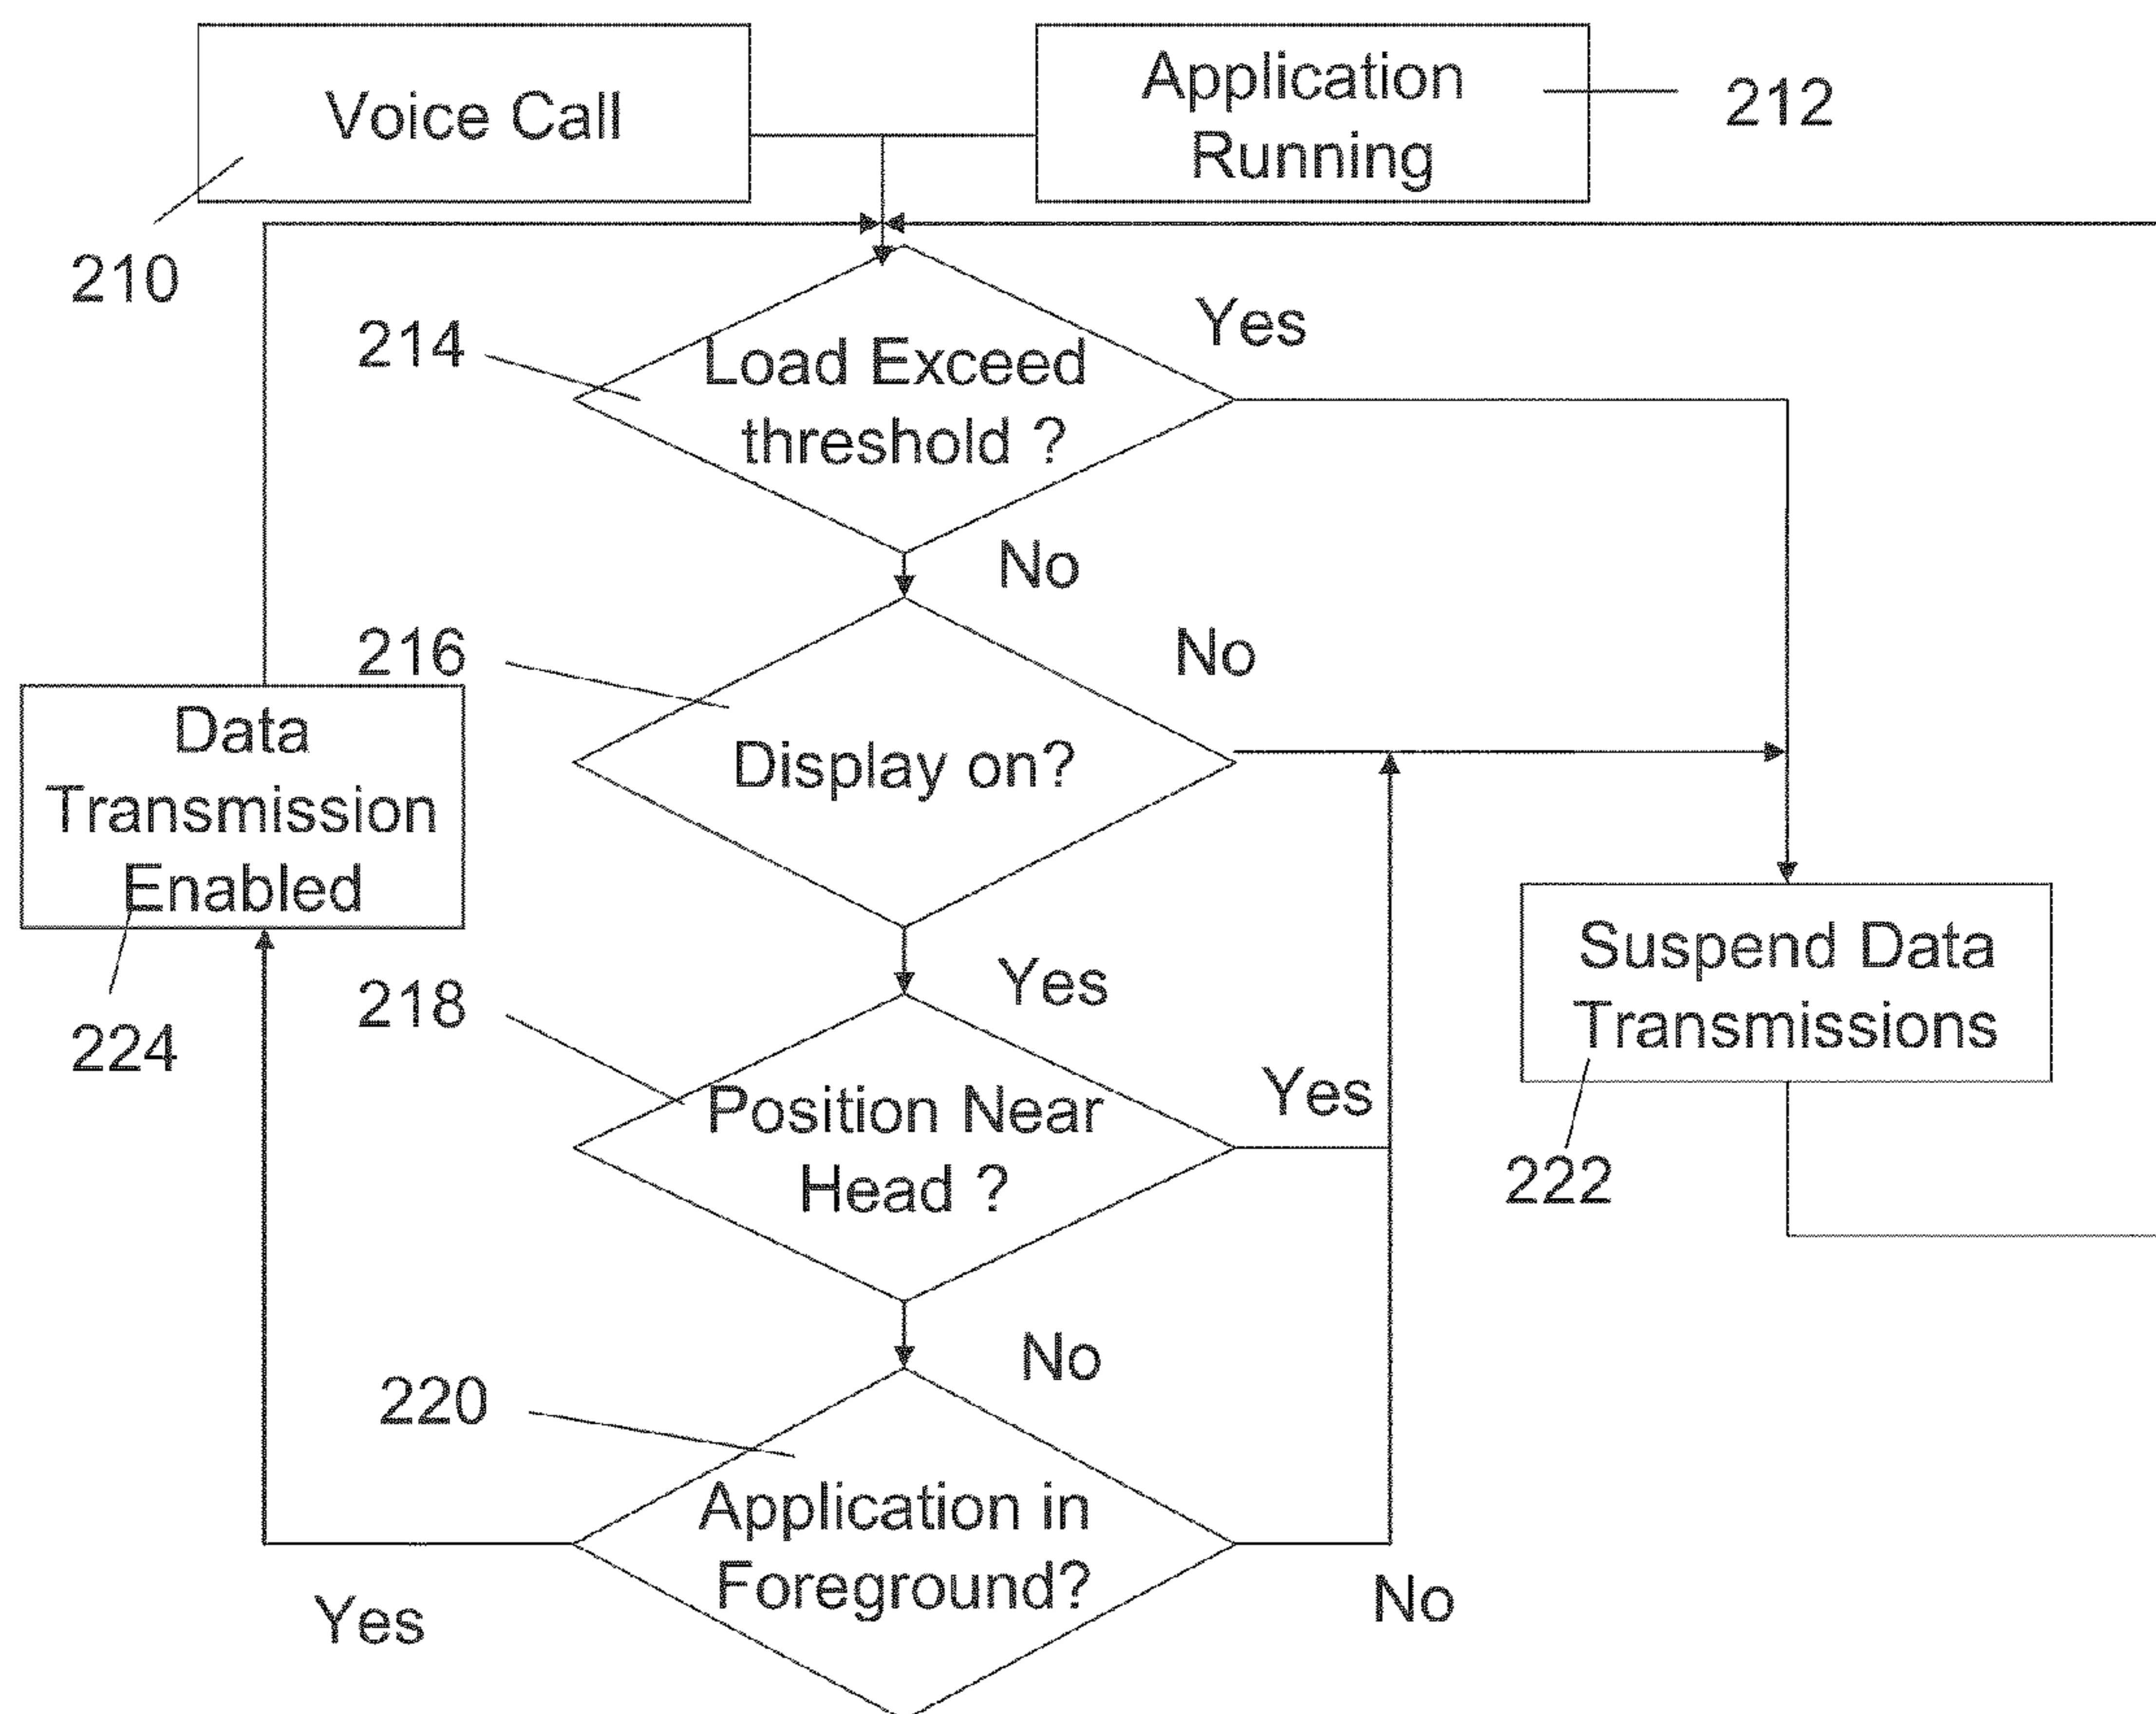 Voice Call
Application
Running
212
210
214
Load Exceed
threshold ?
Yes
No
216
Display on?
No
Data
Transmission
Enabled
224
Yes
218
Position Near
Head ?
Yes
Suspend Data
Transmissions
222
No
220
Application in
Foreground?
Yes
No